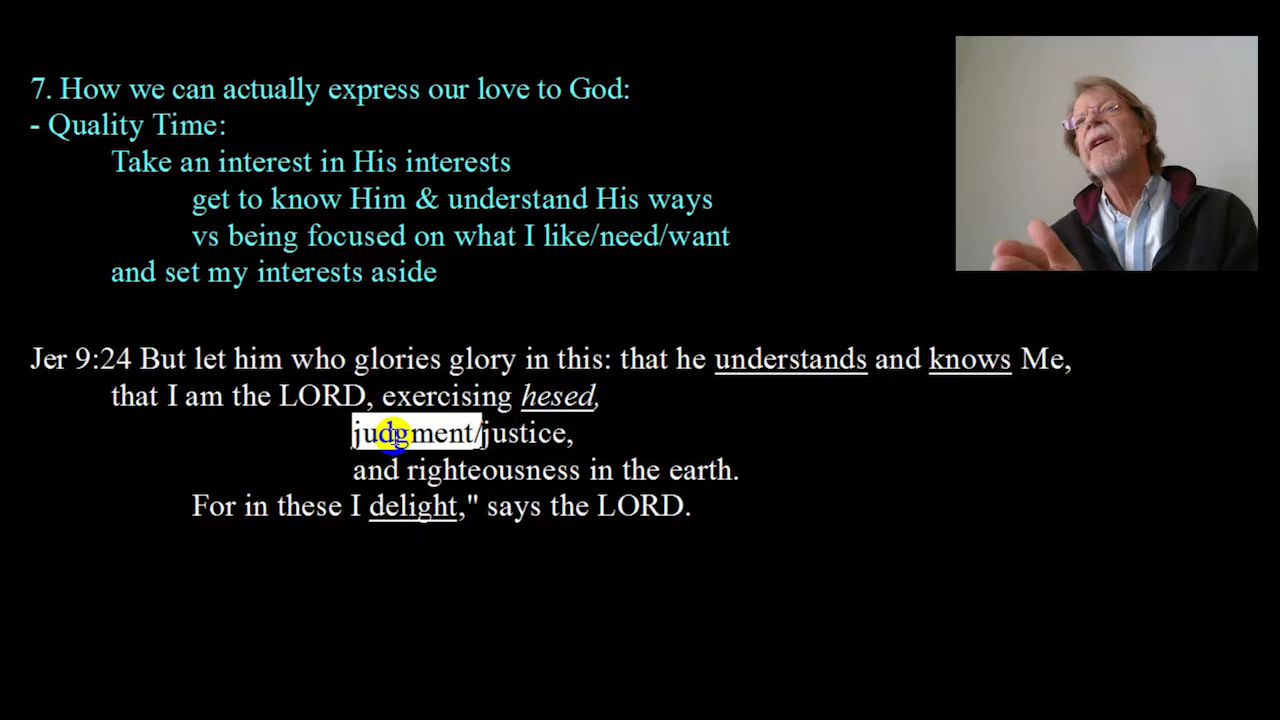 7. How we can actually express our love to God:
- Quality Time:
Take an interest in His interests
get to know Him & understand His ways
vs being focused on what I like/need/want
and set my interests aside
Jer 9:24 But let him who glories glory in this: that he understands and knows Me,
that I am the LORD, exercising hesed,
judgment/justice,
and righteousness in the earth.
For in these I delight," says the LORD.